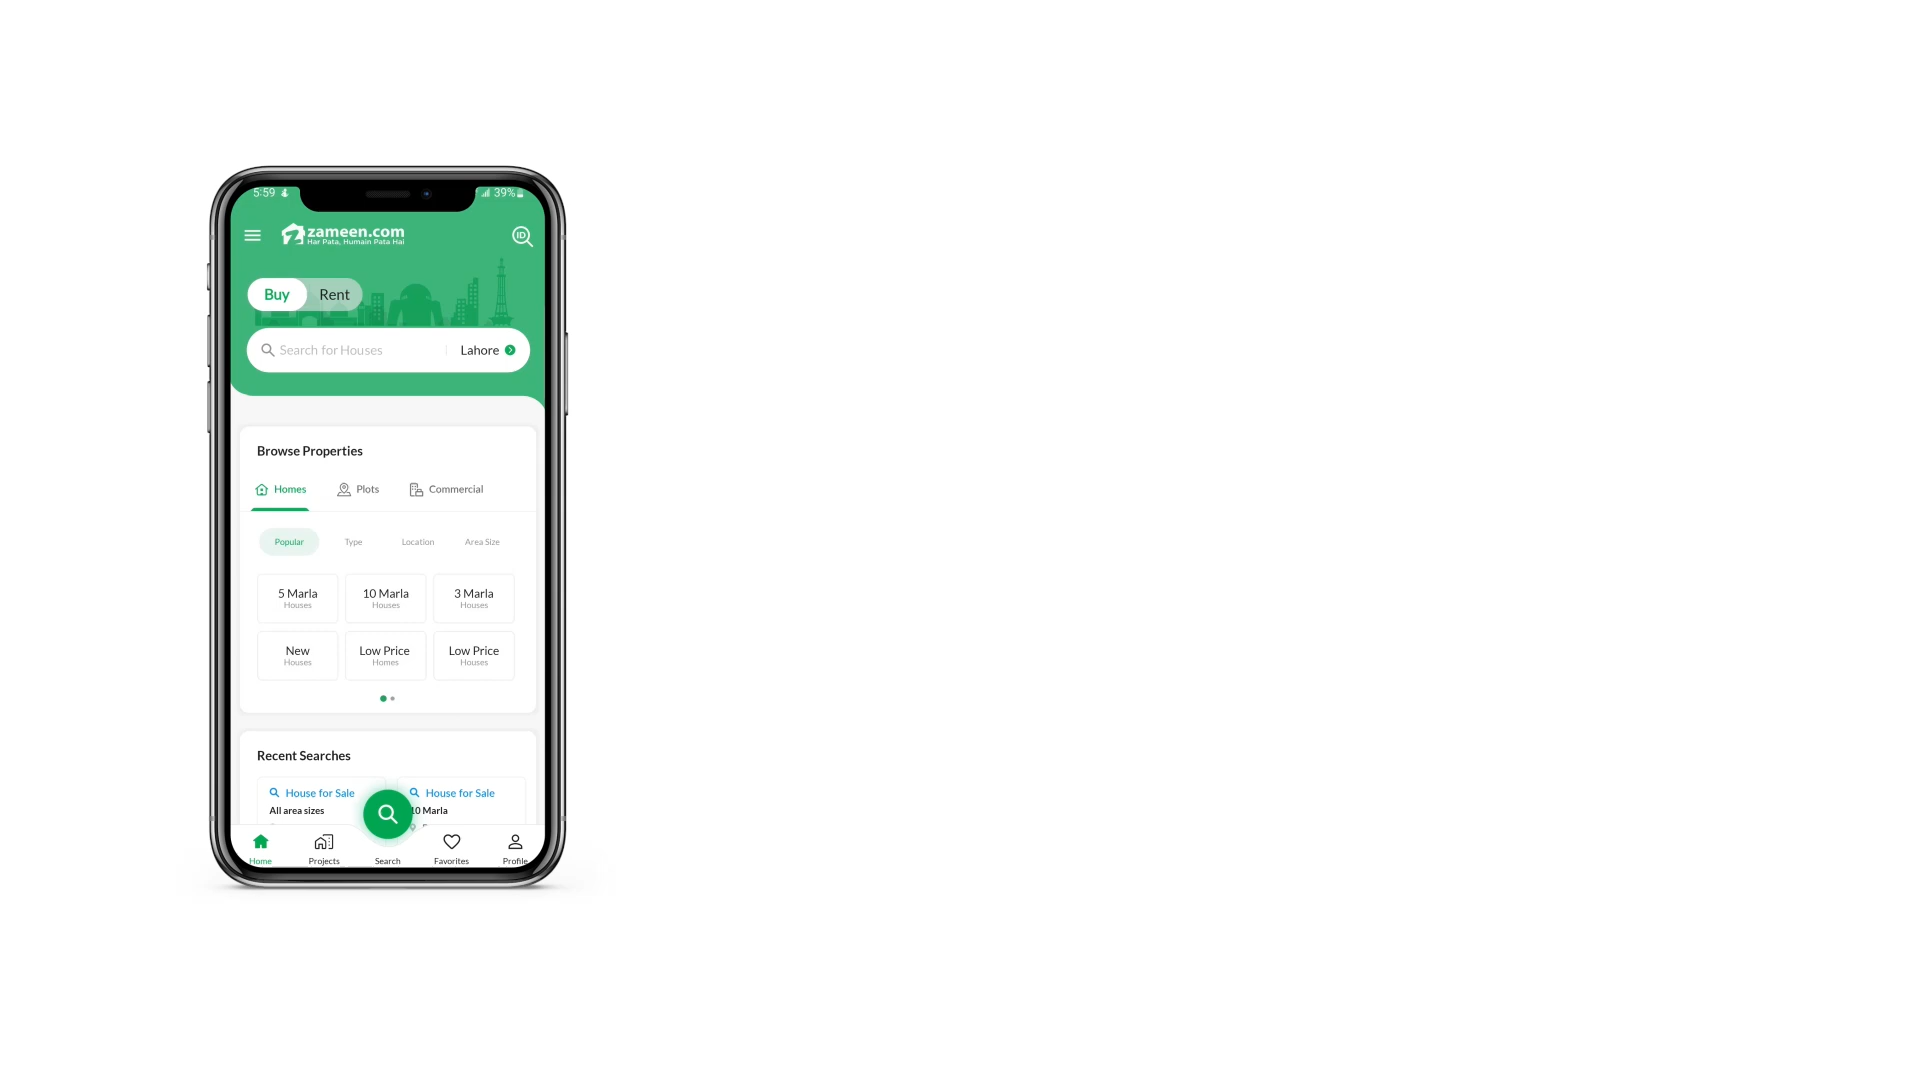 5:59
39%
zameen.com
Har Pata, Humain Pata Hai
ID
Buy Rent
Search for Houses Lahore
Browse Properties
Homes Plots Commercial
Popular Type Location Area Size
5 Marla 10 Marla 3 Marla
Houses Houses Houses
New Low Price Low Price
Houses Homes Houses
Recent Searches
House for Sale House for Sale
All area sizes 10 Marla
Home Projects Search Favorites Profile